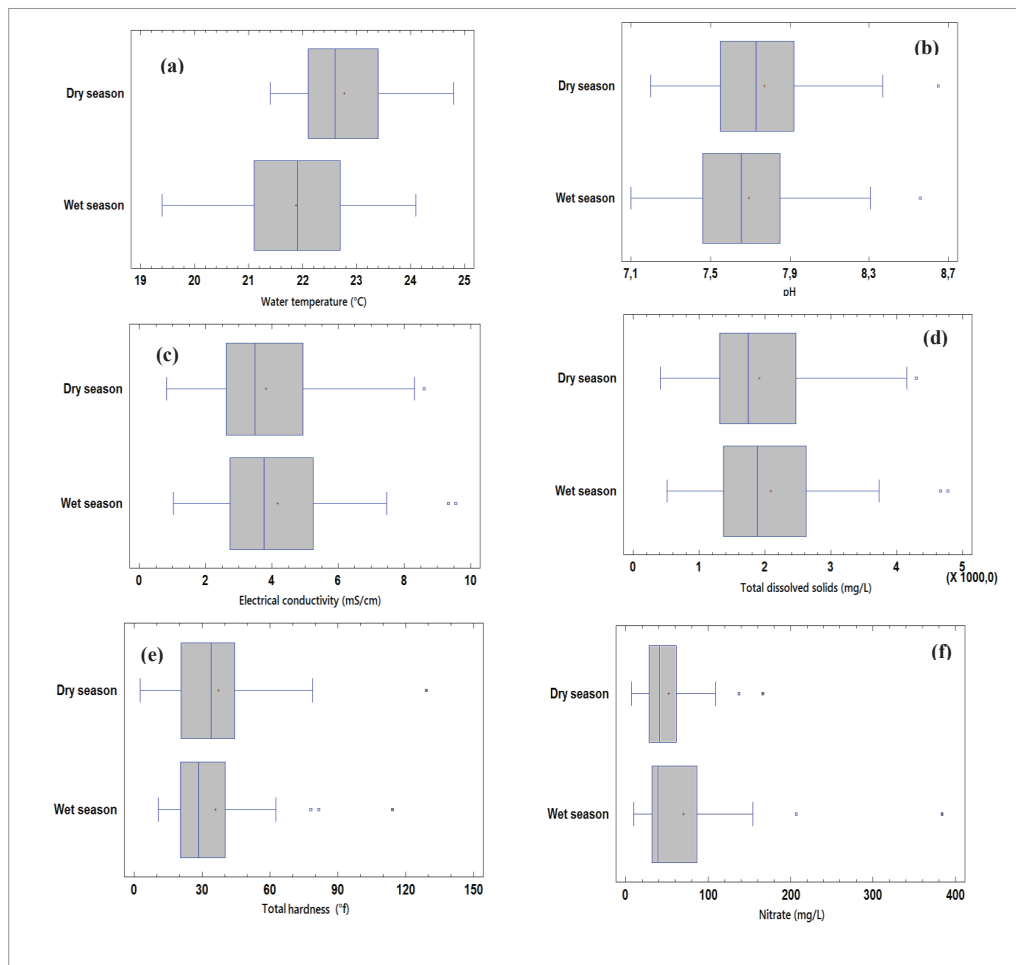 (a)
Dry season
Wet season
19 20 21 22 23 24 25
Water temperature (°C)
(b)
Dry season
Wet season
7,1 7,5 7,9 8,3 8,7
pH
(c)
Dry season
Wet season
0 2 4 6 8 10
Electrical conductivity (mS/cm)
(d)
Dry season
Wet season
0 1 2 3 4 5
(X 1000,0)
Total dissolved solids (mg/L)
(e)
Dry season
Wet season
0 30 60 90 120 150
Total hardness (°f)
(f)
Dry season
Wet season
0 100 200 300 400
Nitrate (mg/L)